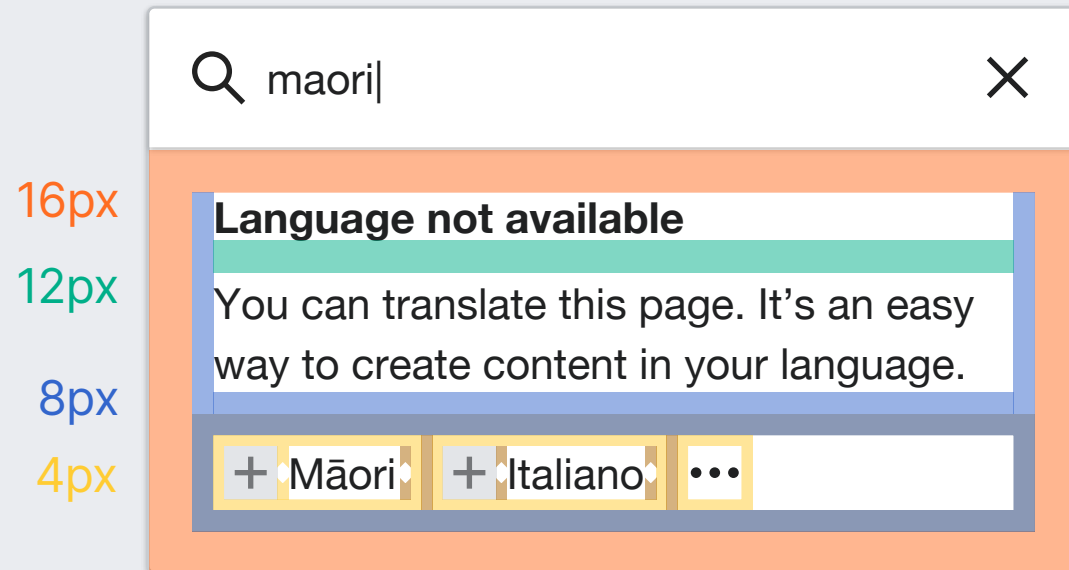 maori
16px
Language not available
12px
You can translate this page. It’s an easy
way to create content in your language.
8px
4px
+ Māori + Italiano •••